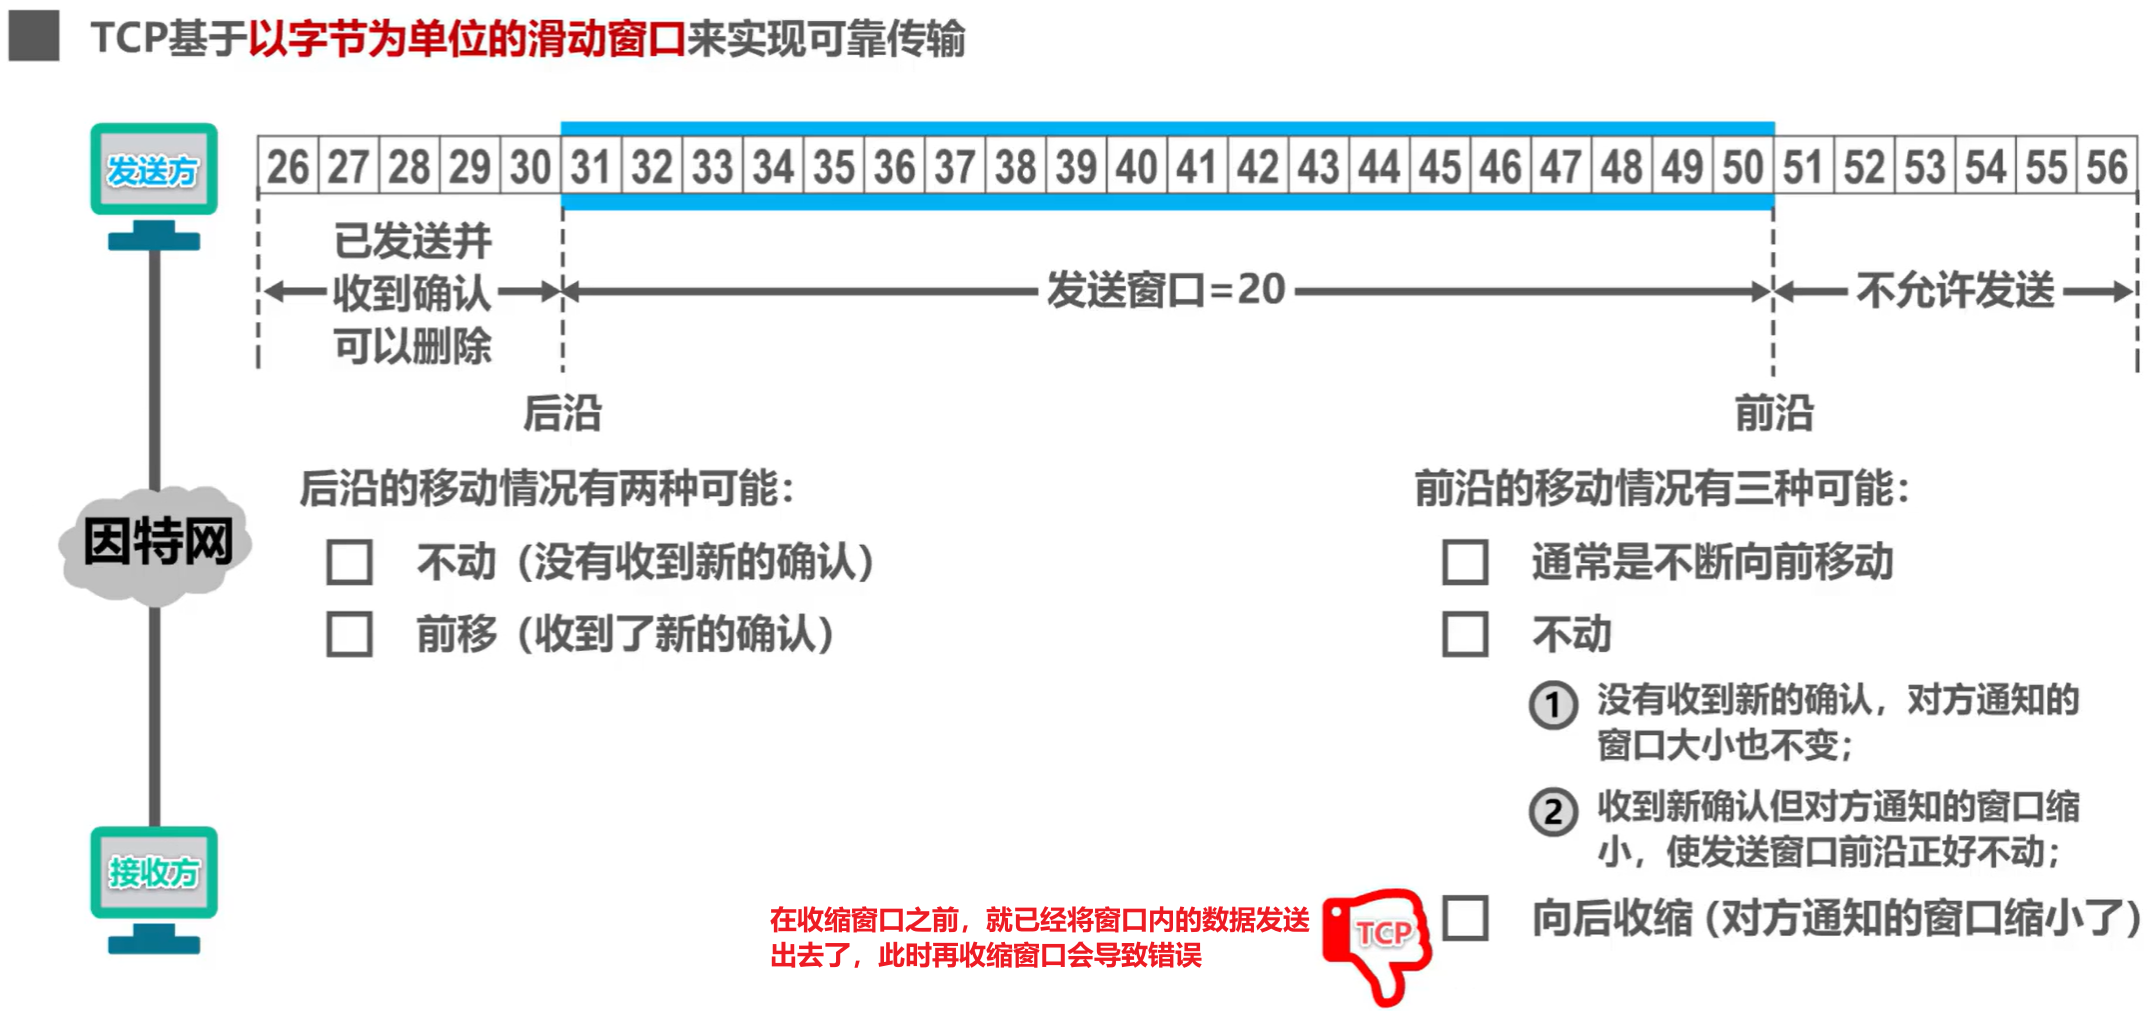 TCP基于以字节为单位的滑动窗口来实现可靠传输
发送方
26 27 28 29 30 31 32 33 34 35 36 37 38 39 40 41 42 43 44 45 46 47 48 49 50 51 52 53 54 55 56
已发送并
收到确认
可以删除
发送窗口=20
不允许发送
后沿
前沿
后沿的移动情况有两种可能：
不动（没有收到新的确认）
前移（收到了新的确认）
前沿的移动情况有三种可能：
通常是不断向前移动
不动
1 没有收到新的确认，对方通知的
窗口大小也不变；
2 收到新确认但对方通知的窗口缩
小，使发送窗口前沿正好不动；
向后收缩（对方通知的窗口缩小了）
因特网
接收方
在收缩窗口之前，就已经将窗口内的数据发送
出去了，此时再收缩窗口会导致错误
TCP